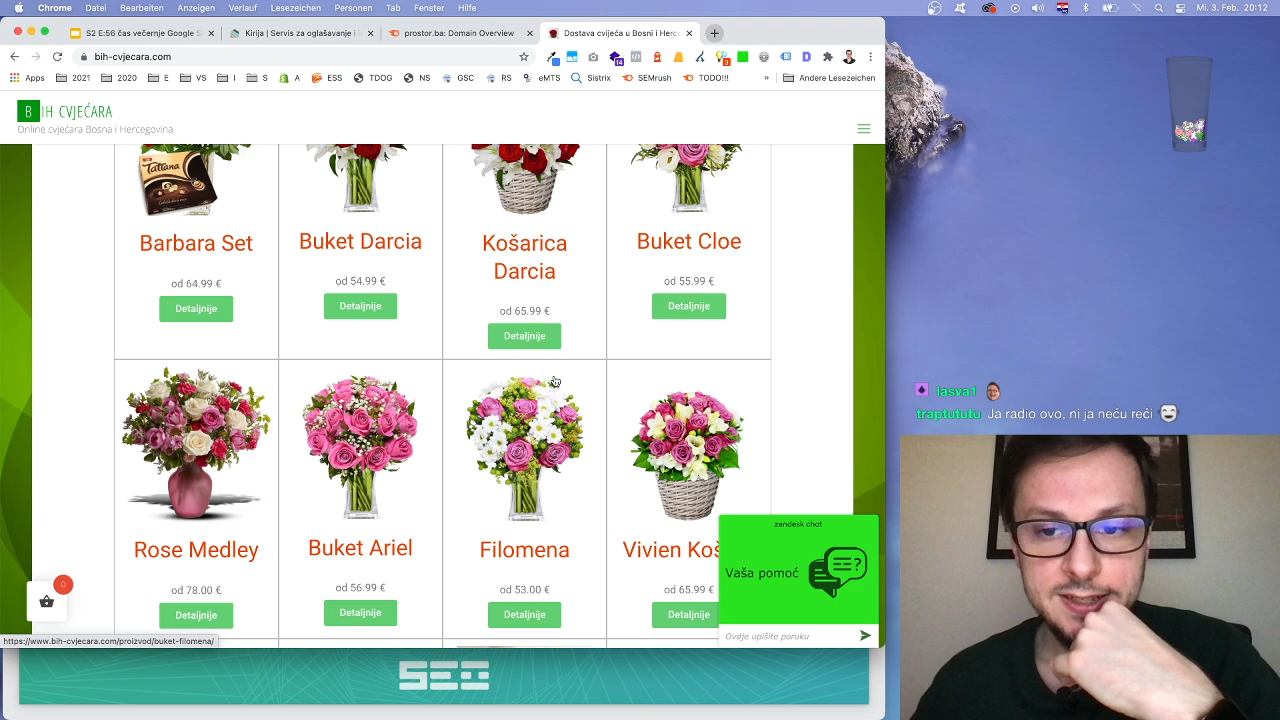 Chrome Datei Bearbeiten Anzeigen Verlauf Lesezeichen Personen Tab Fenster Hilfe Mi. 3. Feb. 20:12
S2 E:56 čas večernje Google S Kirija | Servis za oglašavanje i prostor.ba: Domain Overview Dostava cvijeća u Bosni i Herce
bih-cvjecara.com
Apps 2021 2020 E VS I S A ESS TDOG NS GSC RS eMTS Sistrix SEMrush TODO!!! » Andere Lesezeichen
BIH CVJEĆARA
Online cvjećara Bosna i Hercegovina
Tatiana
Barbara Set Buket Darcia Košarica Darcia Buket Cloe
od 64.99 € od 54.99 € od 65.99 € od 55.99 €
Detaljnije Detaljnije Detaljnije Detaljnije
Rose Medley Buket Ariel Filomena Vivien Ko
od 78.00 € od 56.99 € od 53.00 € od 65.99 €
Detaljnije Detaljnije Detaljnije Detaljnije
0
zendesk chat
Vaša pomoć
Ovdje upišite poruku
https://www.bih-cvjecara.com/proizvod/buket-filomena/
SEO
lasva1
traptututu Ja radio ovo, ni ja neću reći